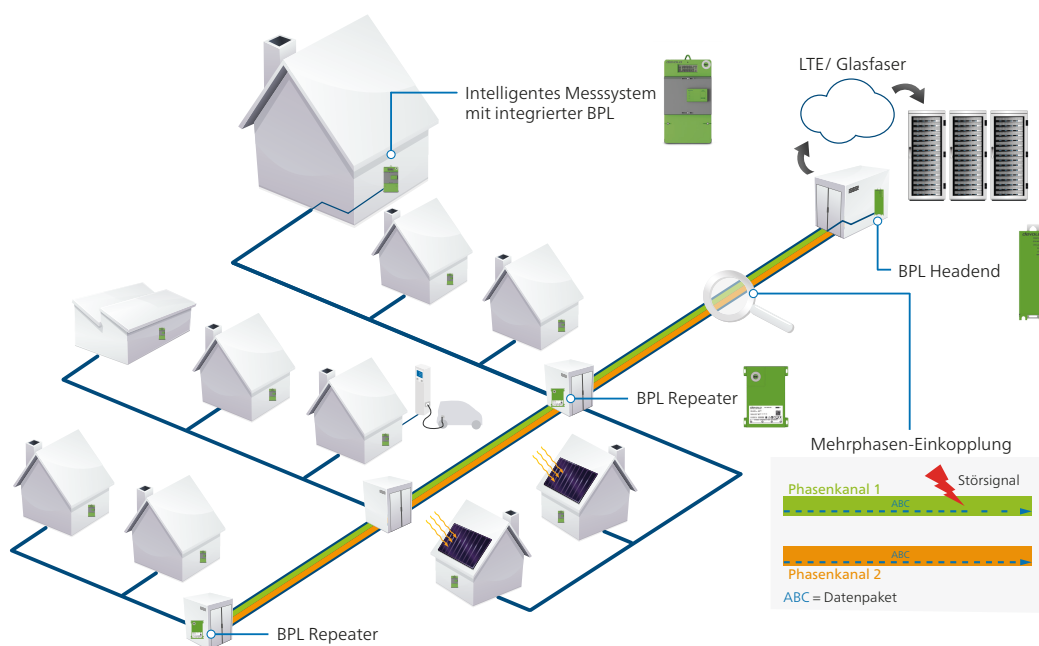 LTE/ Glasfaser
Intelligentes Messsystem
mit integrierter BPL
BPL Headend
BPL Repeater
Mehrphasen-Einkopplung
Störsignal
Phasenkanal 1
ABC
ABC
Phasenkanal 2
ABC = Datenpaket
BPL Repeater